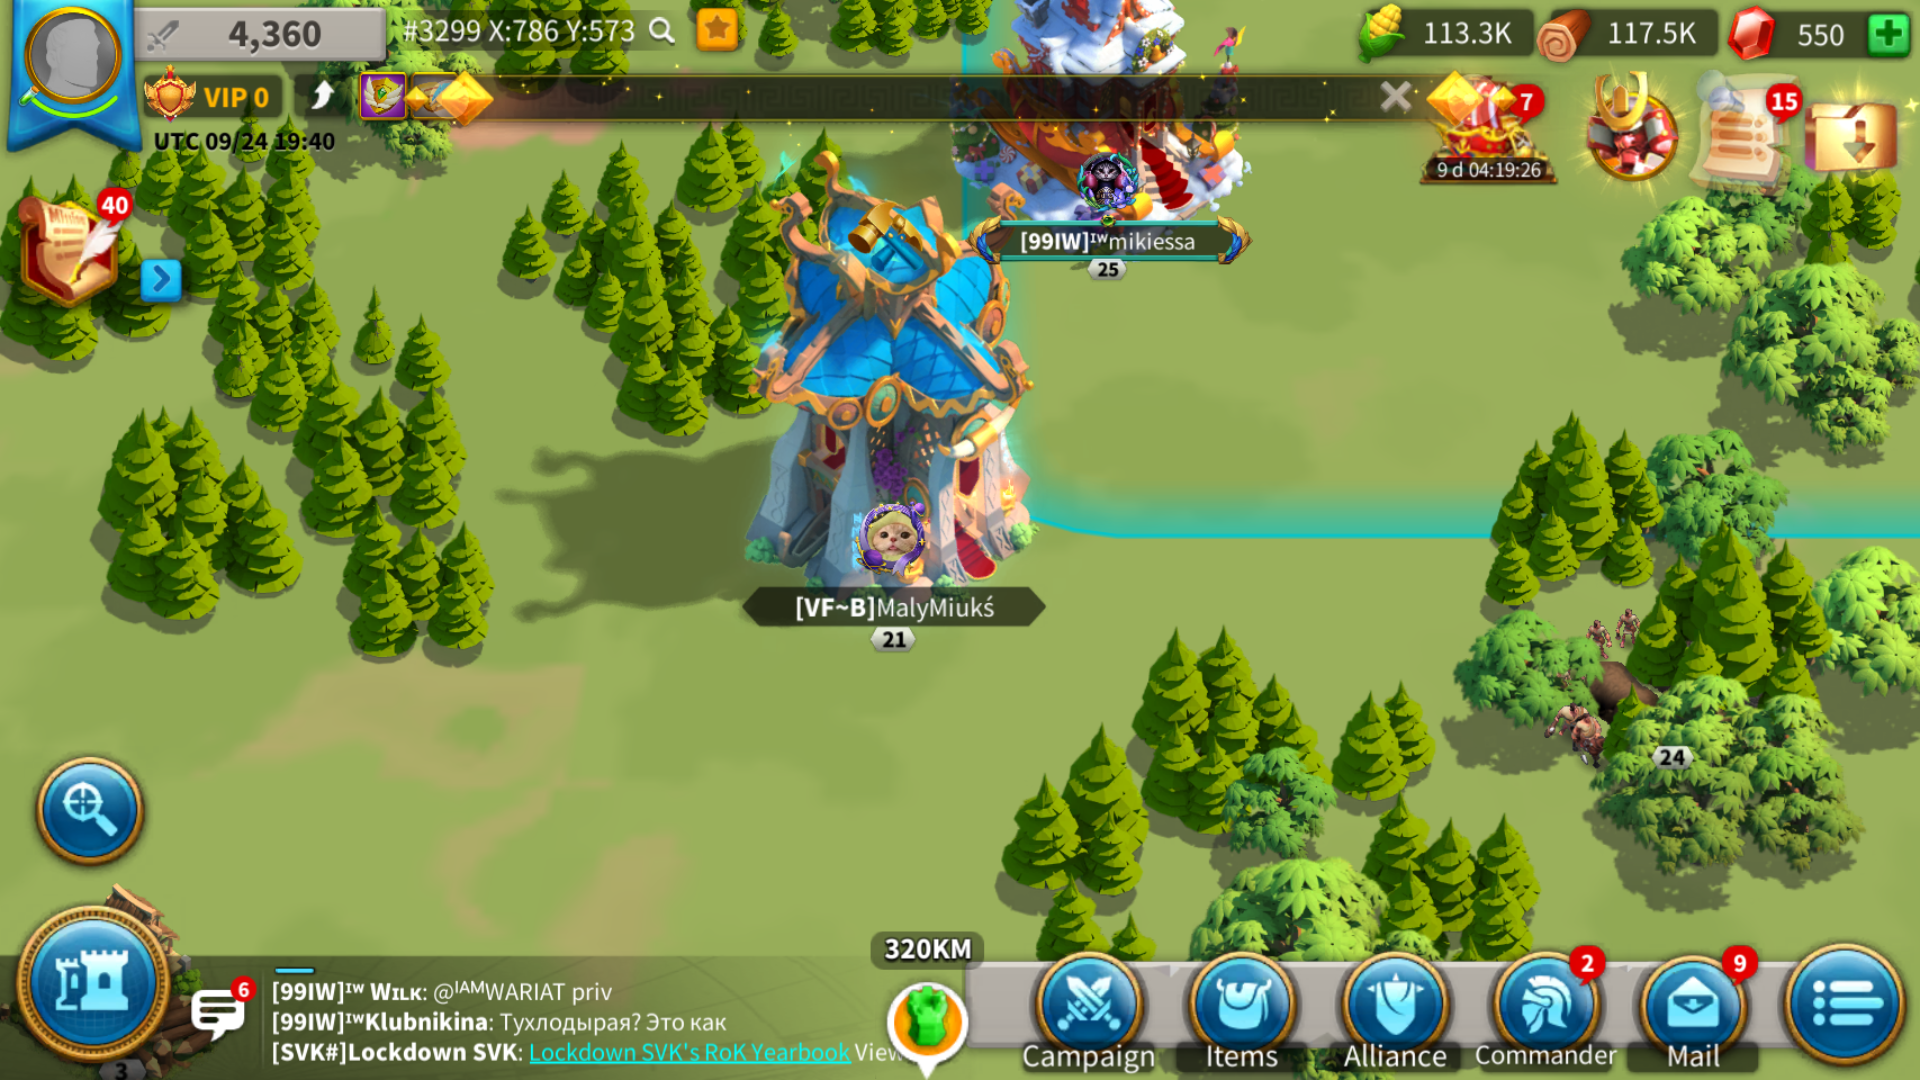 4,360
#3299 X:786 Y:573
113.3K
117.5K
550
VIP 0
UTC 09/24 19:40
7
9 d 04:19:26
15
40
[99IW]ᴵᵂmikiessa
25
[VF~B]MalyMiukś
21
24
320KM
6
[99IW]ᴵᵂ Wɪʟᴋ: @ᴵᴬᴹWARIAT priv
[99IW]ᴵᵂKlubnikina: Тухлодырая? Это как
[SVK#]Lockdown SVK: Lockdown SVK's RoK Yearbook View
3
2
9
Campaign
Items
Alliance
Commander
Mail